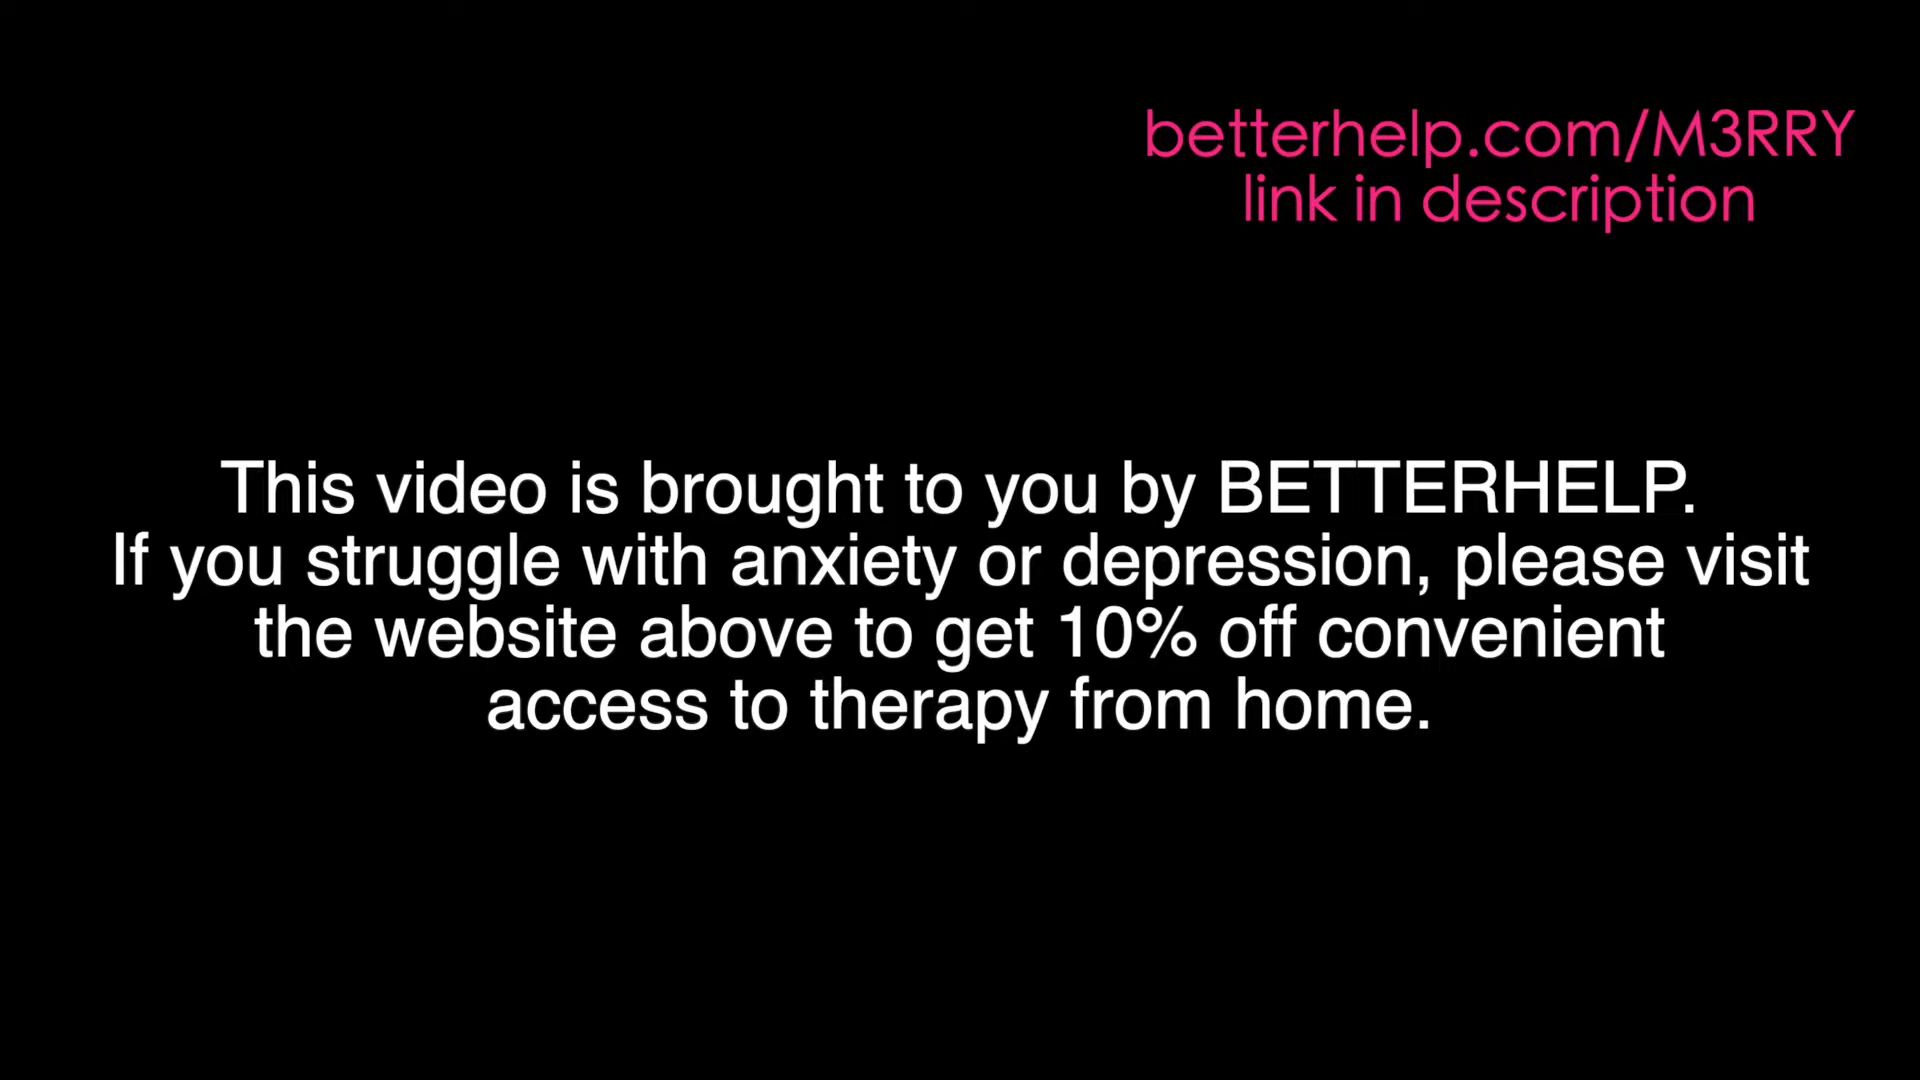 betterhelp.com/M3RRY
link in description
This video is brought to you by BETTERHELP.
If you struggle with anxiety or depression, please visit
the website above to get 10% off convenient
access to therapy from home.